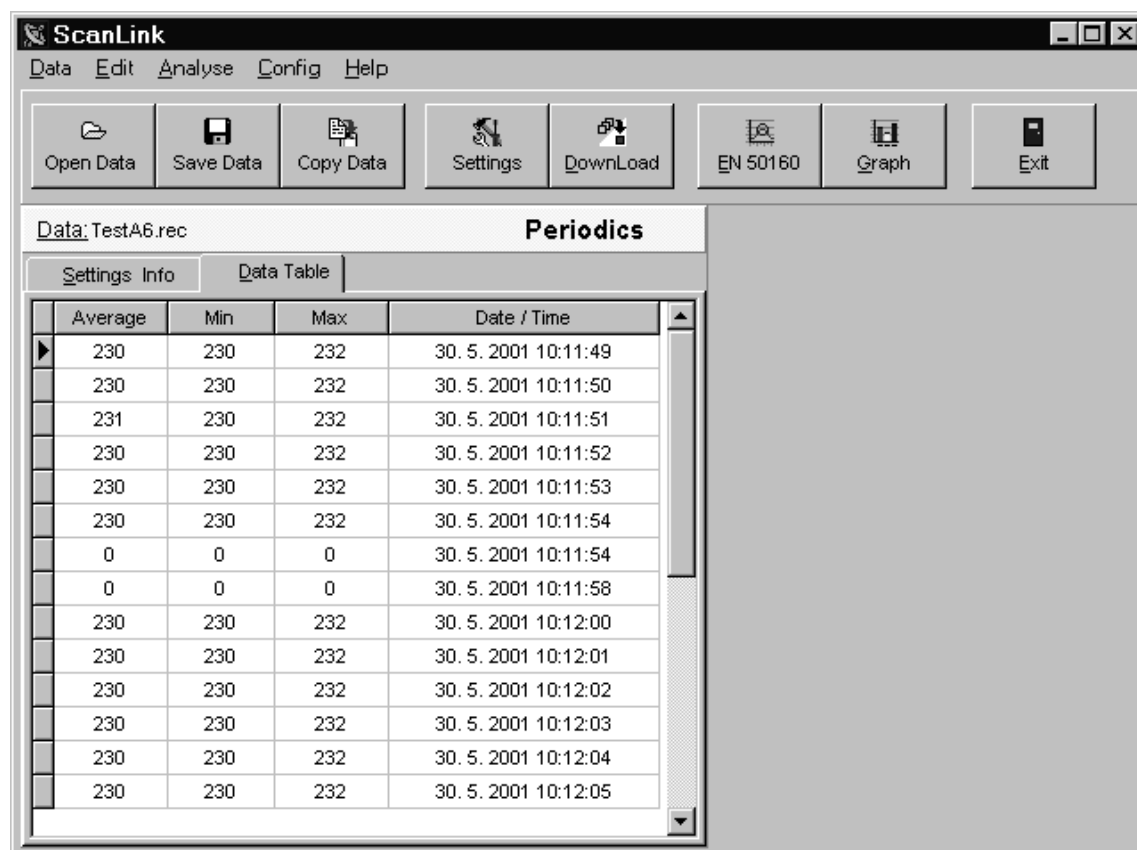 ScanLink
Data Edit Analyse Config Help
Open Data Save Data Copy Data Settings DownLoad EN 50160 Graph Exit
Data: TestA6.rec Periodics
Settings Info Data Table
Average Min Max Date / Time
230 230 232 30. 5. 2001 10:11:49
230 230 232 30. 5. 2001 10:11:50
231 230 232 30. 5. 2001 10:11:51
230 230 232 30. 5. 2001 10:11:52
230 230 232 30. 5. 2001 10:11:53
230 230 232 30. 5. 2001 10:11:54
0 0 0 30. 5. 2001 10:11:54
0 0 0 30. 5. 2001 10:11:58
230 230 232 30. 5. 2001 10:12:00
230 230 232 30. 5. 2001 10:12:01
230 230 232 30. 5. 2001 10:12:02
230 230 232 30. 5. 2001 10:12:03
230 230 232 30. 5. 2001 10:12:04
230 230 232 30. 5. 2001 10:12:05